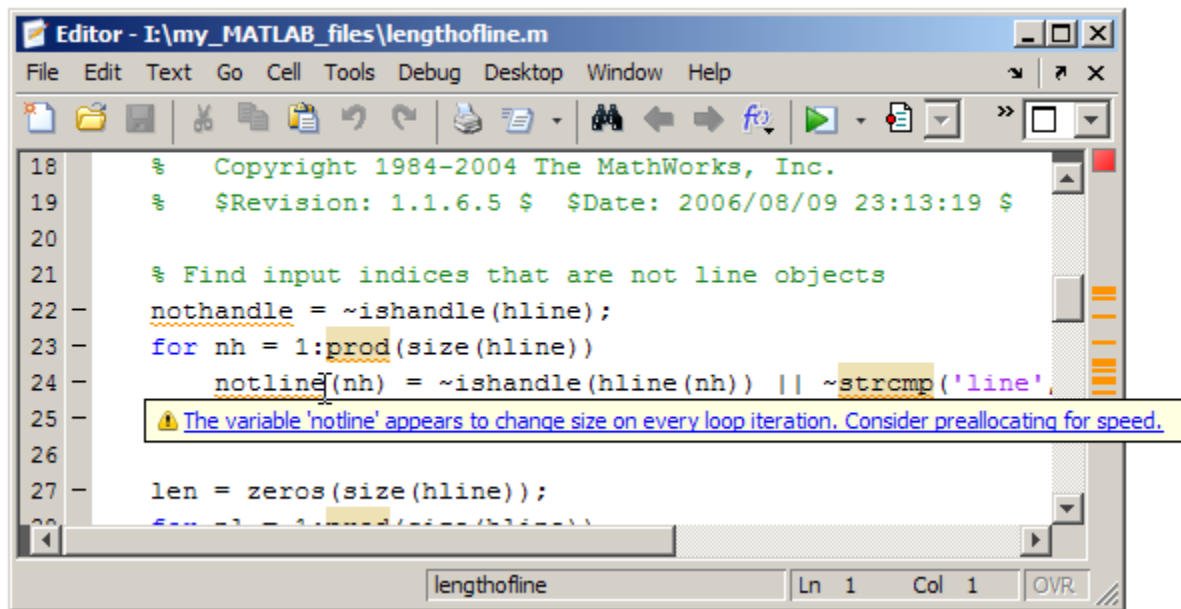 Editor - I:\my_MATLAB_files\lengthofline.m
File Edit Text Go Cell Tools Debug Desktop Window Help
18 % Copyright 1984-2004 The MathWorks, Inc.
19 % $Revision: 1.1.6.5 $ $Date: 2006/08/09 23:13:19 $
20
21 % Find input indices that are not line objects
22 - nothandle = ~ishandle(hline);
23 - for nh = 1:prod(size(hline))
24 - notline(nh) = ~ishandle(hline(nh)) || ~strcmp('line',
25 - The variable 'notline' appears to change size on every loop iteration. Consider preallocating for speed.
26
27 - len = zeros(size(hline));
lengthofline Ln 1 Col 1 OVR